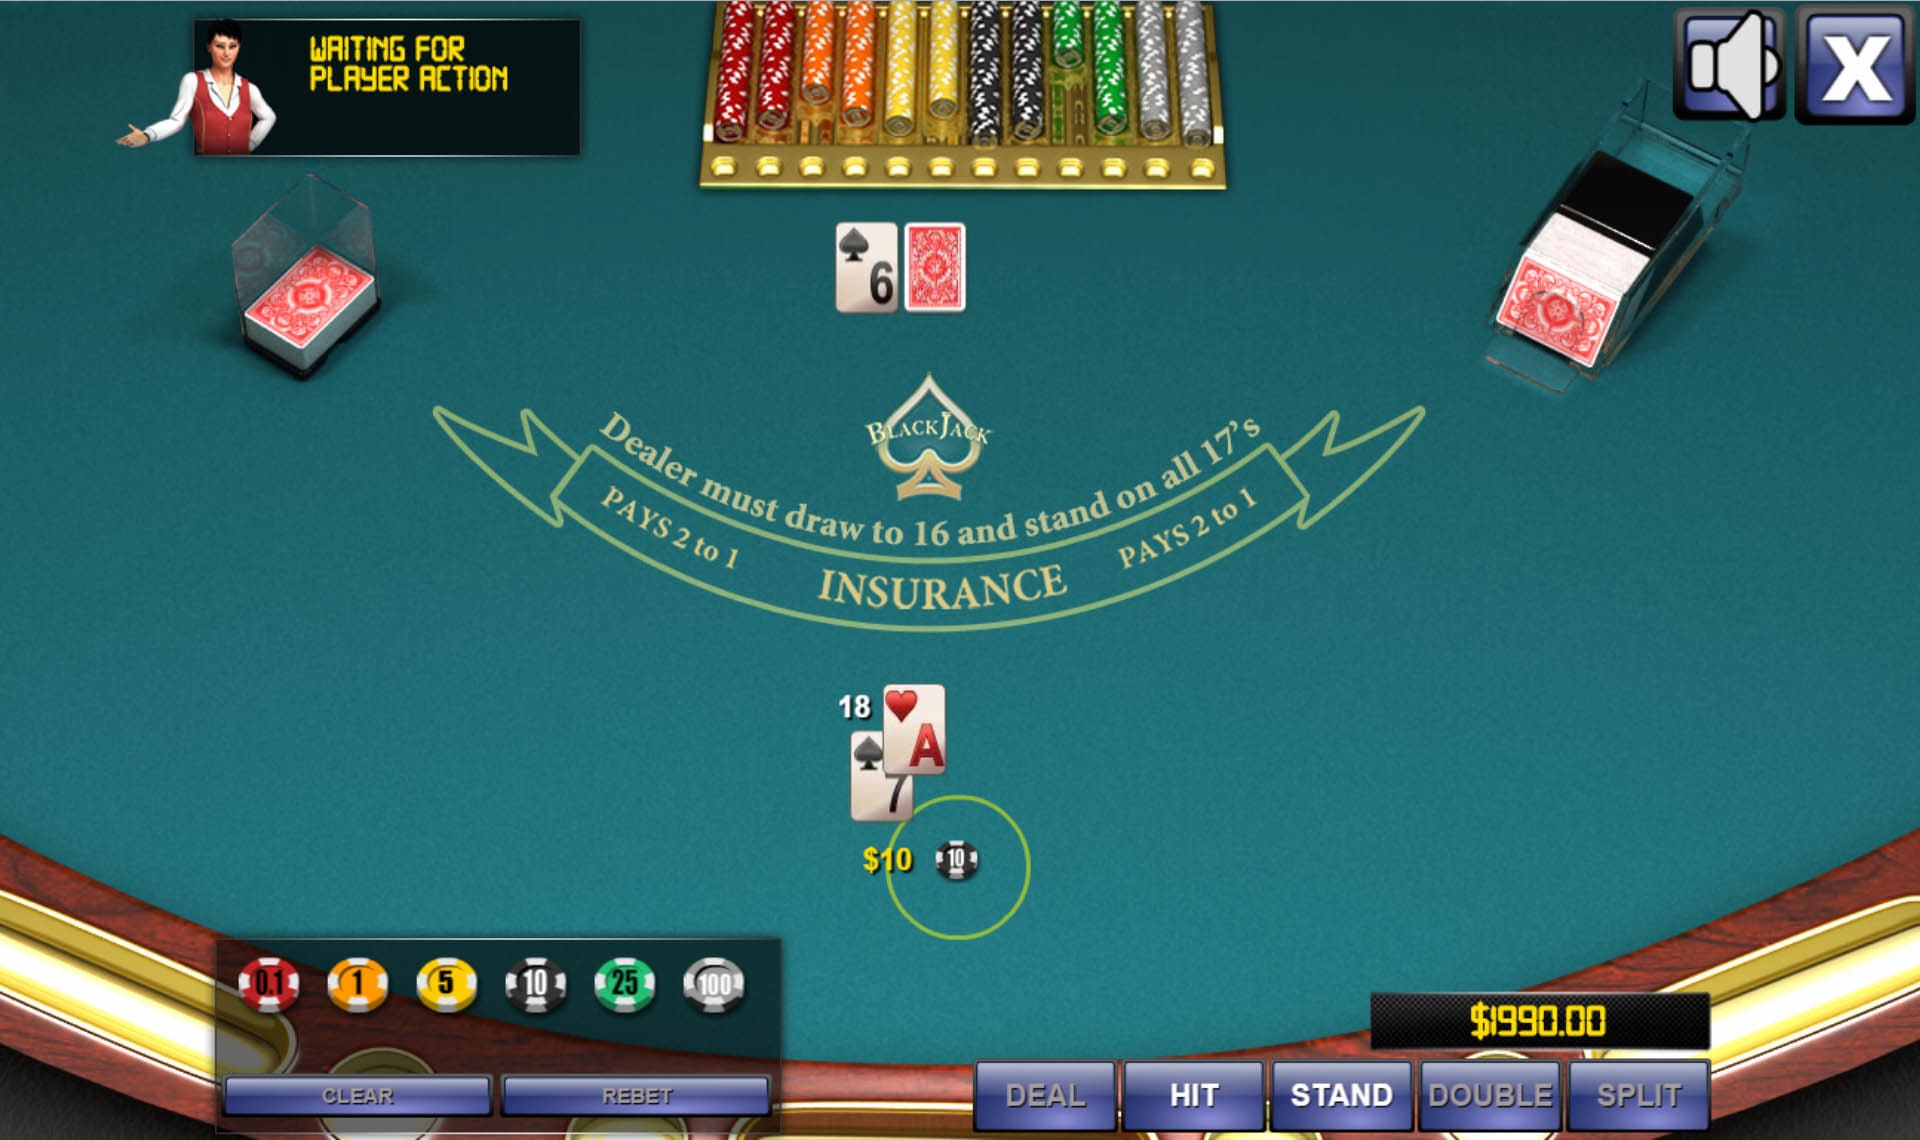 WAITING FOR
PLAYER ACTION
X
6
BLACKJACK
Dealer must draw to 16 and stand on all 17's
PAYS 2 to 1
INSURANCE
PAYS 2 to 1
18
A
7
$10
10
0.1
1
5
10
25
100
$1990.00
CLEAR
REBET
DEAL
HIT
STAND
DOUBLE
SPLIT